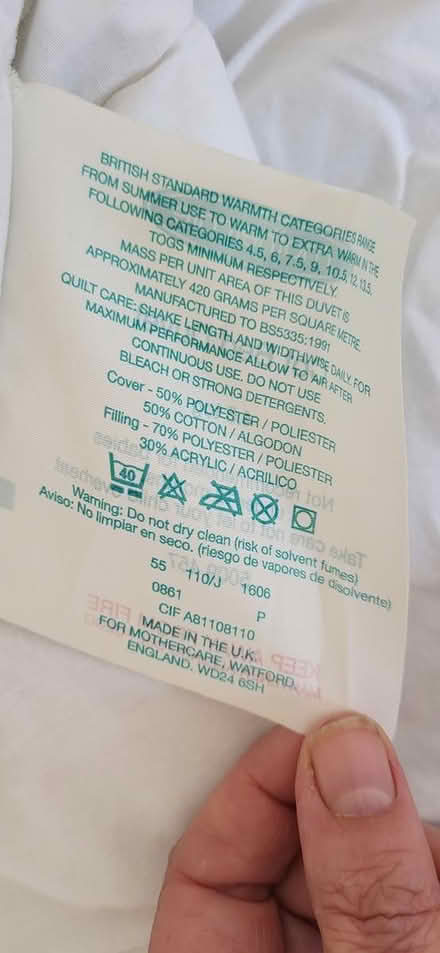 BRITISH STANDARD WARMTH CATEGORIES RANGE
FROM SUMMER USE TO WARM TO EXTRA WARM IN THE
FOLLOWING CATEGORIES 4.5, 6, 7.5, 9, 10.5, 12, 13.5,
TOGS MINIMUM RESPECTIVELY.
MASS PER UNIT AREA OF THIS DUVET IS
APPROXIMATELY 420 GRAMS PER SQUARE METRE.
MANUFACTURED TO BS5335:1991
QUILT CARE: SHAKE LENGTH AND WIDTHWISE DAILY. FOR
MAXIMUM PERFORMANCE ALLOW TO AIR AFTER
CONTINUOUS USE. DO NOT USE
BLEACH OR STRONG DETERGENTS.
Cover - 50% POLYESTER / POLIESTER
50% COTTON / ALGODON
Filling - 70% POLYESTER / POLIESTER
30% ACRYLIC / ACRILICO
40
Warning: Do not dry clean (risk of solvent fumes)
Aviso: No limpiar en seco. (riesgo de vapores de disolvente)
55 110/J 1606
0861 P
CIF A81108110
MADE IN THE U.K.
FOR MOTHERCARE, WATFORD,
ENGLAND. WD24 6SH